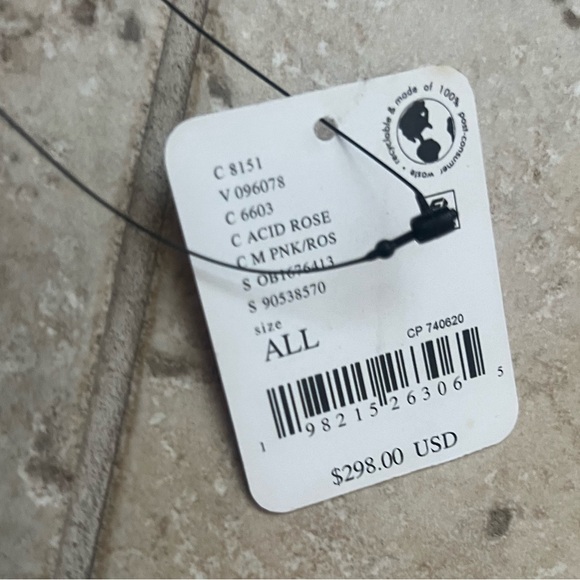 recyclable & made of 100% post-consumer waste •
C 8151
V 096078
C 6603
C ACID ROSE
C M PNK/ROS
S OB1676413
S 90538570
size
ALL
CP 740620
1 98215 26306 5
$298.00 USD